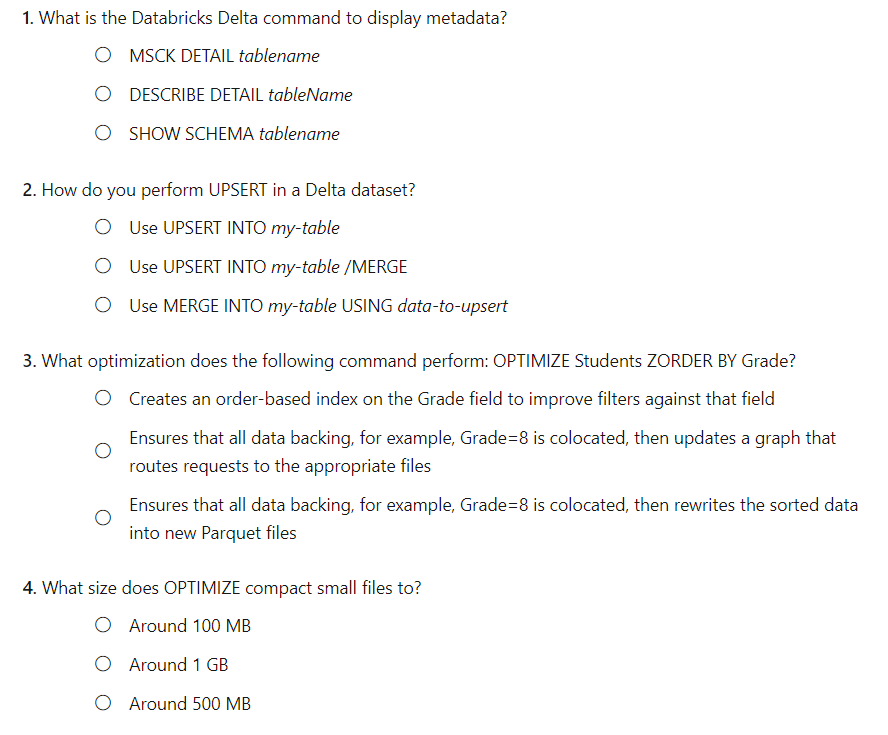 1. What is the Databricks Delta command to display metadata?
MSCK DETAIL tablename
DESCRIBE DETAIL tableName
SHOW SCHEMA tablename
2. How do you perform UPSERT in a Delta dataset?
Use UPSERT INTO my-table
Use UPSERT INTO my-table /MERGE
Use MERGE INTO my-table USING data-to-upsert
3. What optimization does the following command perform: OPTIMIZE Students ZORDER BY Grade?
Creates an order-based index on the Grade field to improve filters against that field
Ensures that all data backing, for example, Grade=8 is colocated, then updates a graph that
routes requests to the appropriate files
Ensures that all data backing, for example, Grade=8 is colocated, then rewrites the sorted data
into new Parquet files
4. What size does OPTIMIZE compact small files to?
Around 100 MB
Around 1 GB
Around 500 MB